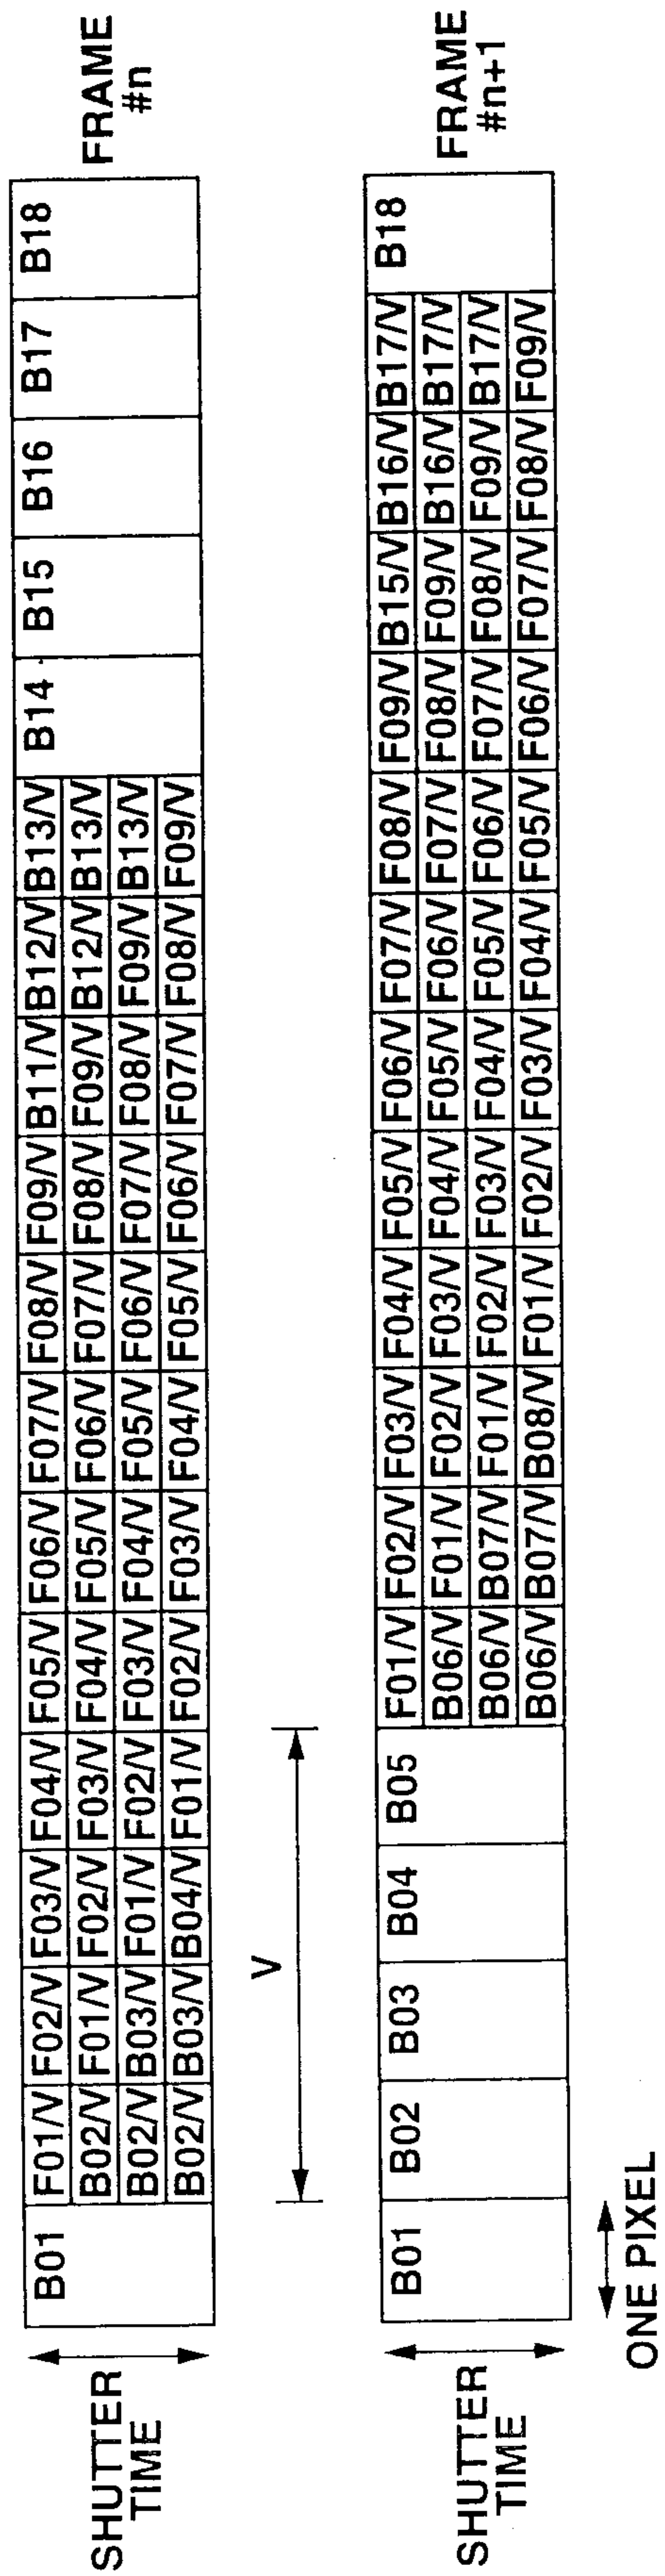 FRAME
#n
B01 F01/V F02/V F03/V F04/V F05/V F06/V F07/V F08/V F09/V B11/V B12/V B13/V B14 B15 B16 B17 B18
B02/V F01/V F02/V F03/V F04/V F05/V F06/V F07/V F08/V F09/V B12/V B13/V
B02/V B03/V F01/V F02/V F03/V F04/V F05/V F06/V F07/V F08/V F09/V B13/V
B02/V B03/V B04/V F01/V F02/V F03/V F04/V F05/V F06/V F07/V F08/V F09/V
SHUTTER
TIME
V
FRAME
#n+1
B01 B02 B03 B04 B05 F01/V F02/V F03/V F04/V F05/V F06/V F07/V F08/V F09/V B15/V B16/V B17/V B18
B06/V F01/V F02/V F03/V F04/V F05/V F06/V F07/V F08/V F09/V B16/V B17/V
B06/V B07/V F01/V F02/V F03/V F04/V F05/V F06/V F07/V F08/V F09/V B17/V
B06/V B07/V B08/V F01/V F02/V F03/V F04/V F05/V F06/V F07/V F08/V F09/V
SHUTTER
TIME
ONE PIXEL